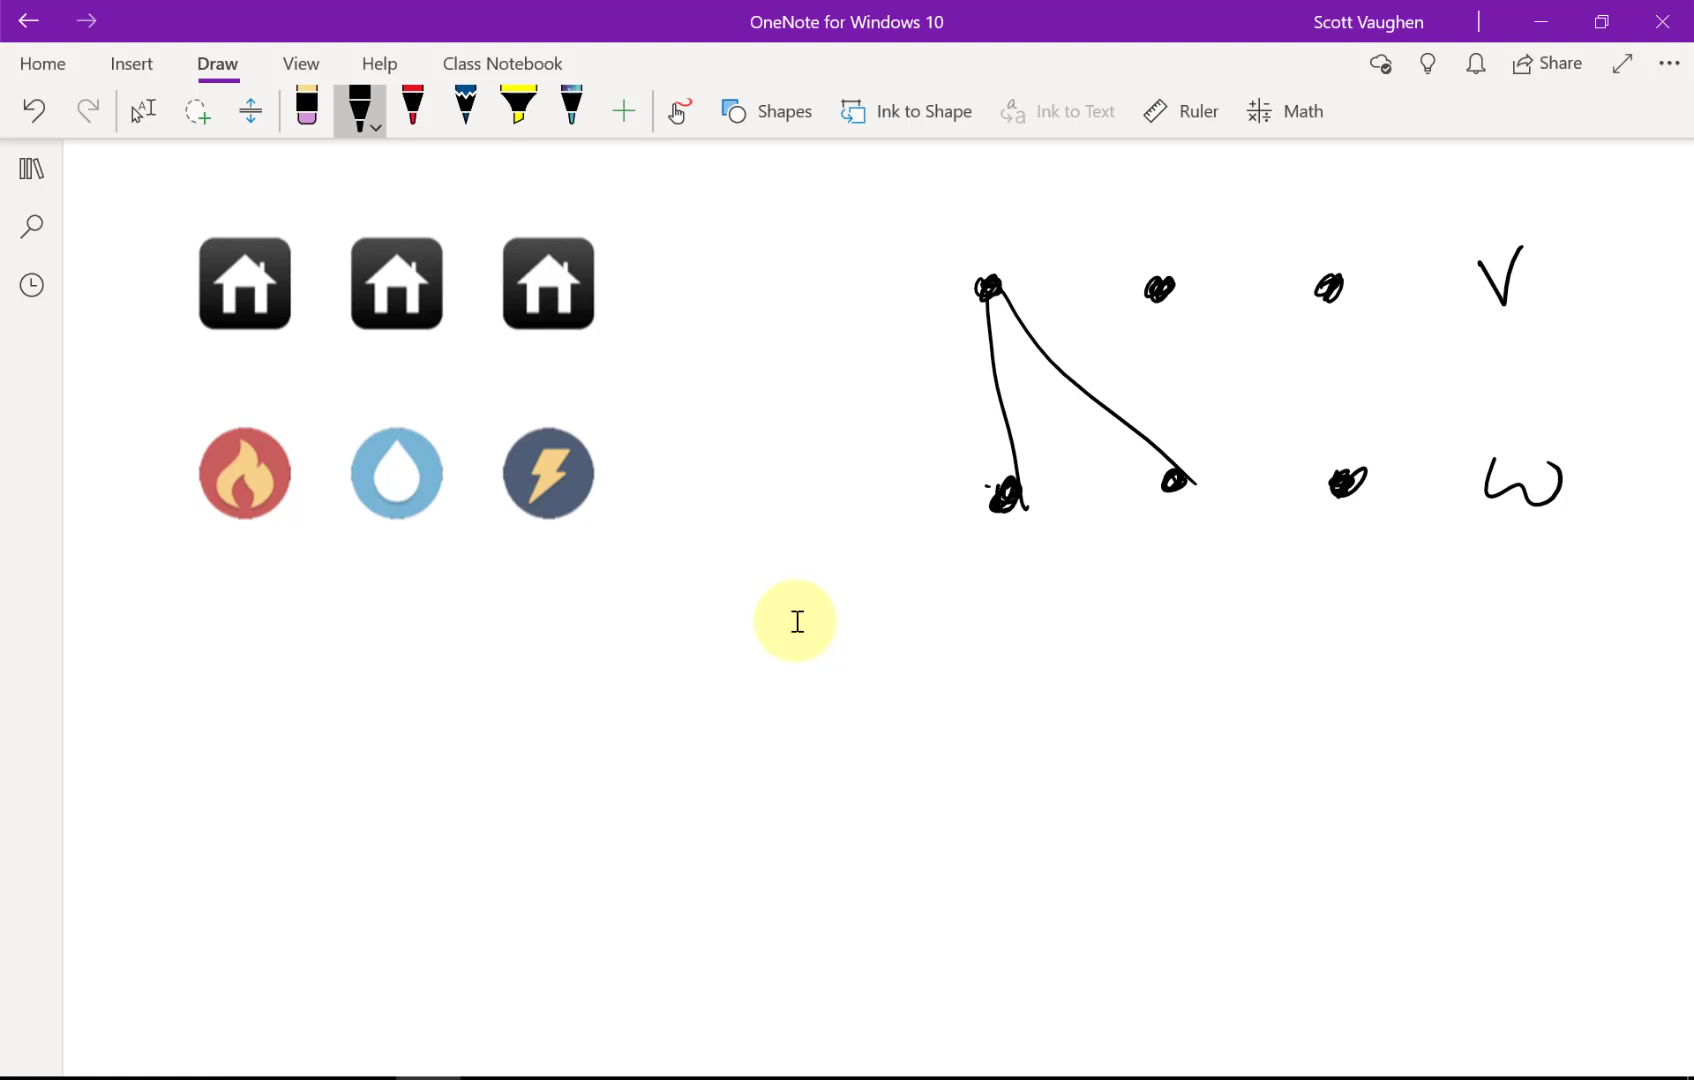 OneNote for Windows 10
Scott Vaughen
Home Insert Draw View Help Class Notebook
Share
Shapes Ink to Shape Ink to Text Ruler Math
V
W